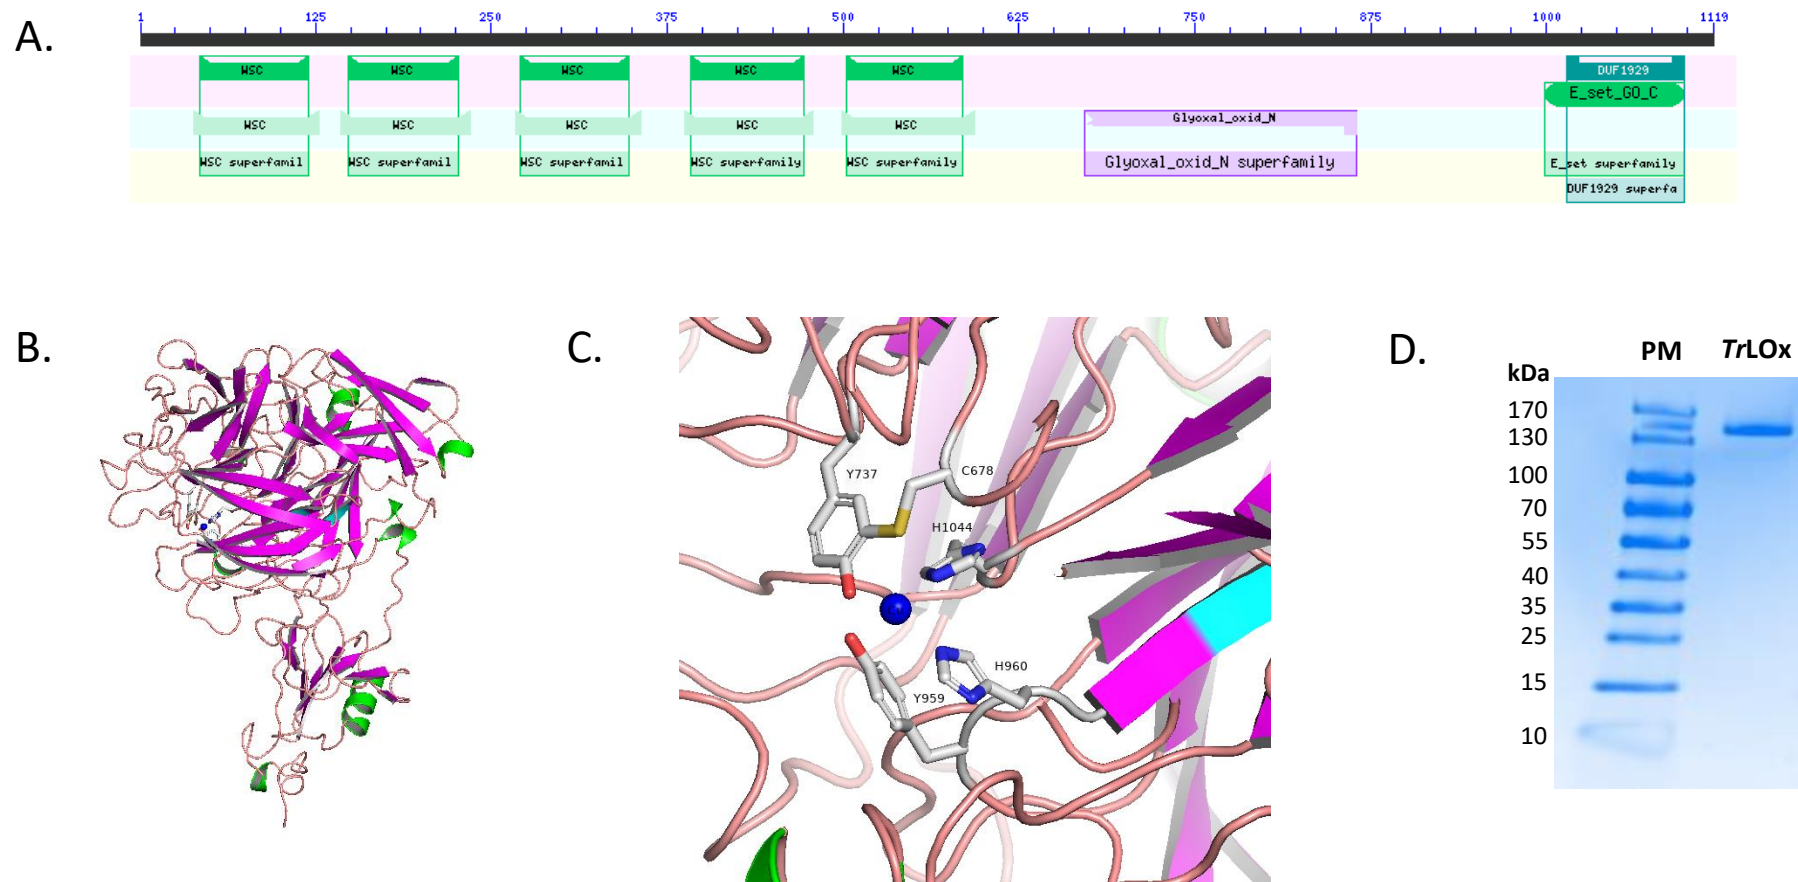 A.
1 125 250 375 500 625 750 875 1000 1119
WSC WSC WSC WSC WSC DUF1929
E_set_GO_C
WSC WSC WSC WSC WSC Glyoxal_oxid_N
WSC superfamil WSC superfamil WSC superfamil WSC superfamily WSC superfamily Glyoxal_oxid_N superfamily E_set superfamily
DUF1929 superfa
B.
C.
Y737
C678
H1044
H960
Y959
D.
PM TrLOx
kDa
170
130
100
70
55
40
35
25
15
10